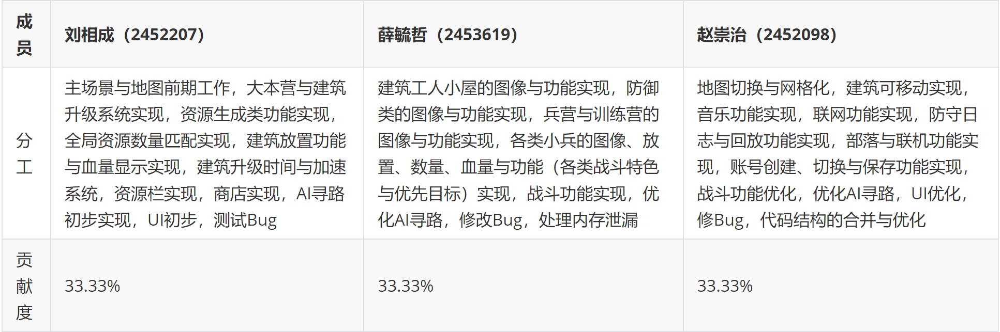 成员
刘相成（2452207）
薛毓哲（2453619）
赵崇治（2452098）
分工
主场景与地图前期工作，大本营与建筑
升级系统实现，资源生成类功能实现，
全局资源数量匹配实现，建筑放置功能
与血量显示实现，建筑升级时间与加速
系统，资源栏实现，商店实现，AI寻路
初步实现，UI初步，测试Bug
建筑工人小屋的图像与功能实现，防御
类的图像与功能实现，兵营与训练营的
图像与功能实现，各类小兵的图像、放
置、数量、血量与功能（各类战斗特色
与优先目标）实现，战斗功能实现，优
化AI寻路，修改Bug，处理内存泄漏
地图切换与网格化，建筑可移动实现，
音乐功能实现，联网功能实现，防守日
志与回放功能实现，部落与联机功能实
现，账号创建、切换与保存功能实现，
战斗功能优化，优化AI寻路，UI优化，
修Bug，代码结构的合并与优化
贡献度
33.33%
33.33%
33.33%